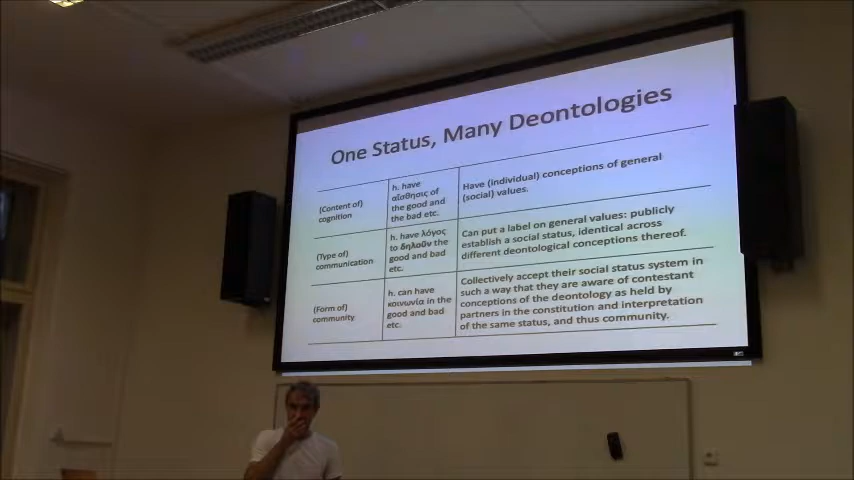 One Status, Many Deontologies
(Content of)
cognition
h. have
αἴσθησις of
the good and
the bad etc.
Have (individual) conceptions of general
(social) values.
(Type of)
communication
h. have λόγος
to δηλοῦν the
good and bad
etc.
Can put a label on general values: publicly
establish a social status, identical across
different deontological conceptions thereof.
(Form of)
community
h. can have
κοινωνία in the
good and bad
etc.
Collectively accept their social status system in
such a way that they are aware of contestant
conceptions of the deontology as held by
partners in the constitution and interpretation
of the same status, and thus community.